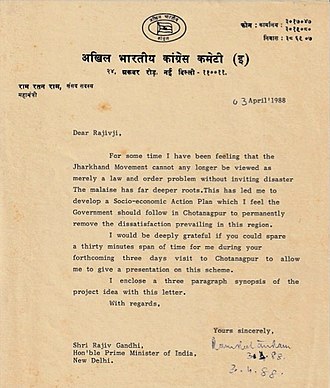 फोन : कार्यालय : ३०१७०४७
३०१५०८०
निवास : ३८६१०७
अखिल भारतीय कांग्रेस कमेटी (इ)
२४, अकबर रोड़, नई दिल्ली - ११००११.
राम रतन राम, संसद सदस्य
महामंत्री
03 April'1988
Dear Rajivji,
For some time I have been feeling that the
Jharkhand Movement cannot any longer be viewed as
merely a law and order problem without inviting disaster
The malaise has far deeper roots.This has led me to
develop a Socio-economic Action Plan which I feel the
Government should follow in Chotanagpur to permanently
remove the dissatisfaction prevailing in this region.
I would be deeply grateful if you could spare
a thirty minutes span of time for me during your
forthcoming three days visit to Chotanagpur to allow
me to give a presentation on this scheme.
I enclose a three paragraph synopsis of the
project idea with this letter.
With regards,
Yours sincerely,
3.4.88.
3.4.88.
Shri Rajiv Gandhi,
Hon'ble Prime Minister of India,
New Delhi.